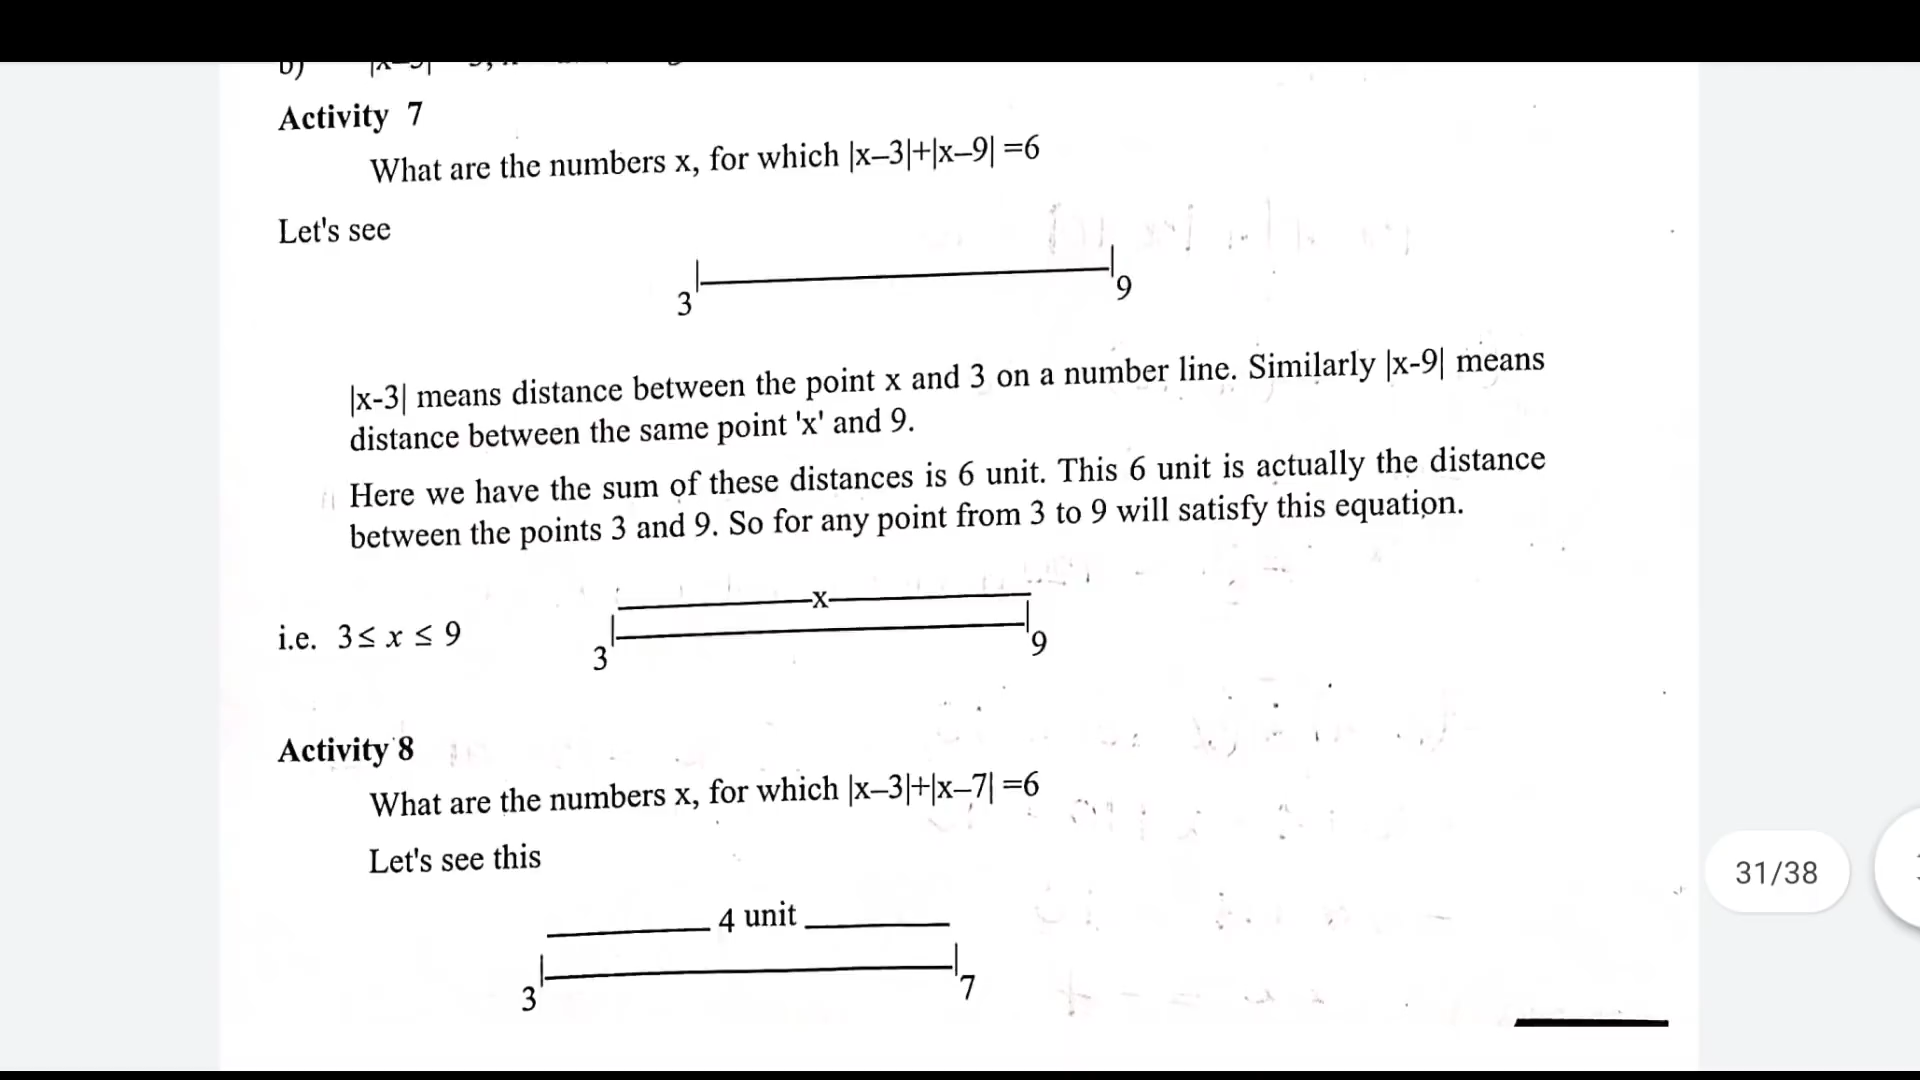 Activity 7
What are the numbers x, for which |x–3|+|x–9| =6
Let's see
3
9
|x-3| means distance between the point x and 3 on a number line. Similarly |x-9| means
distance between the same point 'x' and 9.
Here we have the sum of these distances is 6 unit. This 6 unit is actually the distance
between the points 3 and 9. So for any point from 3 to 9 will satisfy this equation.
x
i.e. 3≤ x ≤ 9
3
9
Activity 8
What are the numbers x, for which |x–3|+|x–7| =6
31/38
Let's see this
4 unit
3
7